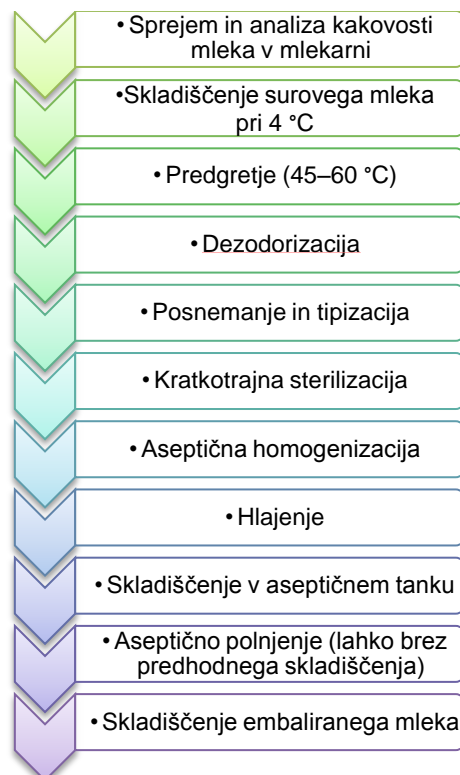 •Sprejem in analiza kakovosti
mleka v mlekarni
•Skladiščenje surovega mleka
pri 4 °C
•Predgretje (45–60 °C)
•Dezodorizacija
•Posnemanje in tipizacija
•Kratkotrajna sterilizacija
•Aseptična homogenizacija
•Hlajenje
•Skladiščenje v aseptičnem tanku
•Aseptično polnjenje (lahko brez
predhodnega skladiščenja)
•Skladiščenje embaliranega mleka